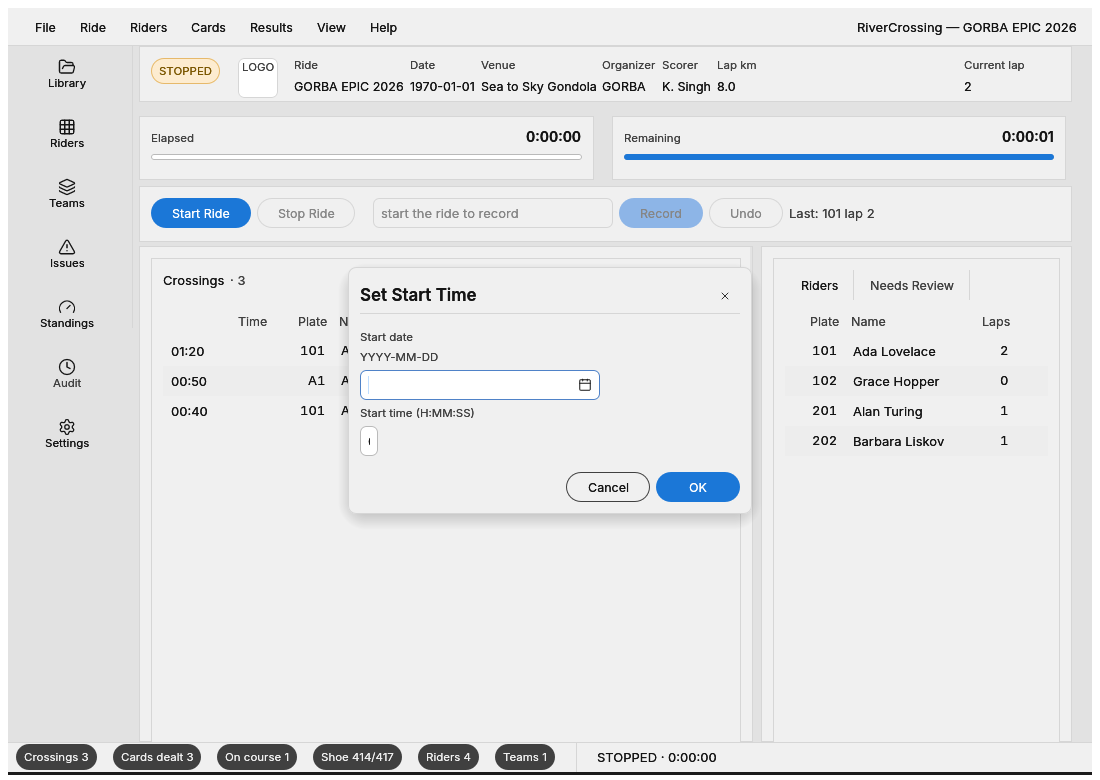 File Ride Riders Cards Results View Help RiverCrossing — GORBA EPIC 2026
Library
Riders
Teams
Issues
Standings
Audit
Settings
STOPPED
LOGO
Ride Date Venue Organizer Scorer Lap km Current lap
GORBA EPIC 2026 1970-01-01 Sea to Sky Gondola GORBA K. Singh 8.0 2
Elapsed 0:00:00
Remaining 0:00:01
Start Ride Stop Ride start the ride to record Record Undo Last: 101 lap 2
Crossings · 3
Time Plate N
01:20 101 A
00:50 A1 A
00:40 101 A
Set Start Time
Start date
YYYY-MM-DD
Start time (H:MM:SS)
Cancel OK
Riders Needs Review
Plate Name Laps
101 Ada Lovelace 2
102 Grace Hopper 0
201 Alan Turing 1
202 Barbara Liskov 1
Crossings 3 Cards dealt 3 On course 1 Shoe 414/417 Riders 4 Teams 1 STOPPED · 0:00:00